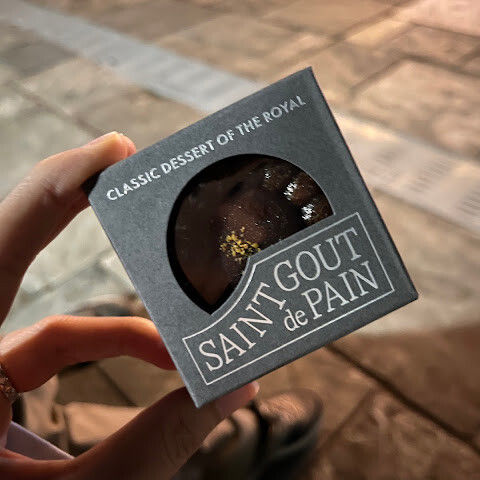 CLASSIC DESSERT OF THE ROYAL
SAINT GOUT
de PAIN